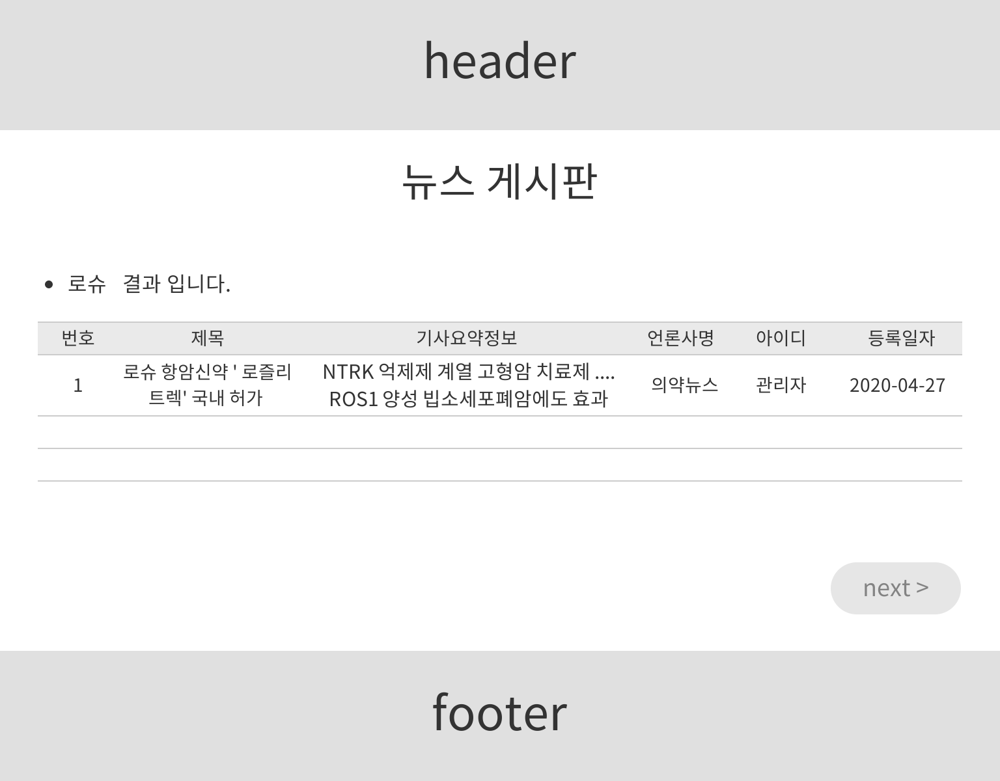 header
뉴스 게시판
• 로슈 결과 입니다.
번호 제목 기사요약정보 언론사명 아이디 등록일자
1 로슈 항암신약 ' 로즐리 NTRK 억제제 계열 고형암 치료제 .... 의약뉴스 관리자 2020-04-27
트렉' 국내 허가 ROS1 양성 빕소세포폐암에도 효과
next >
footer